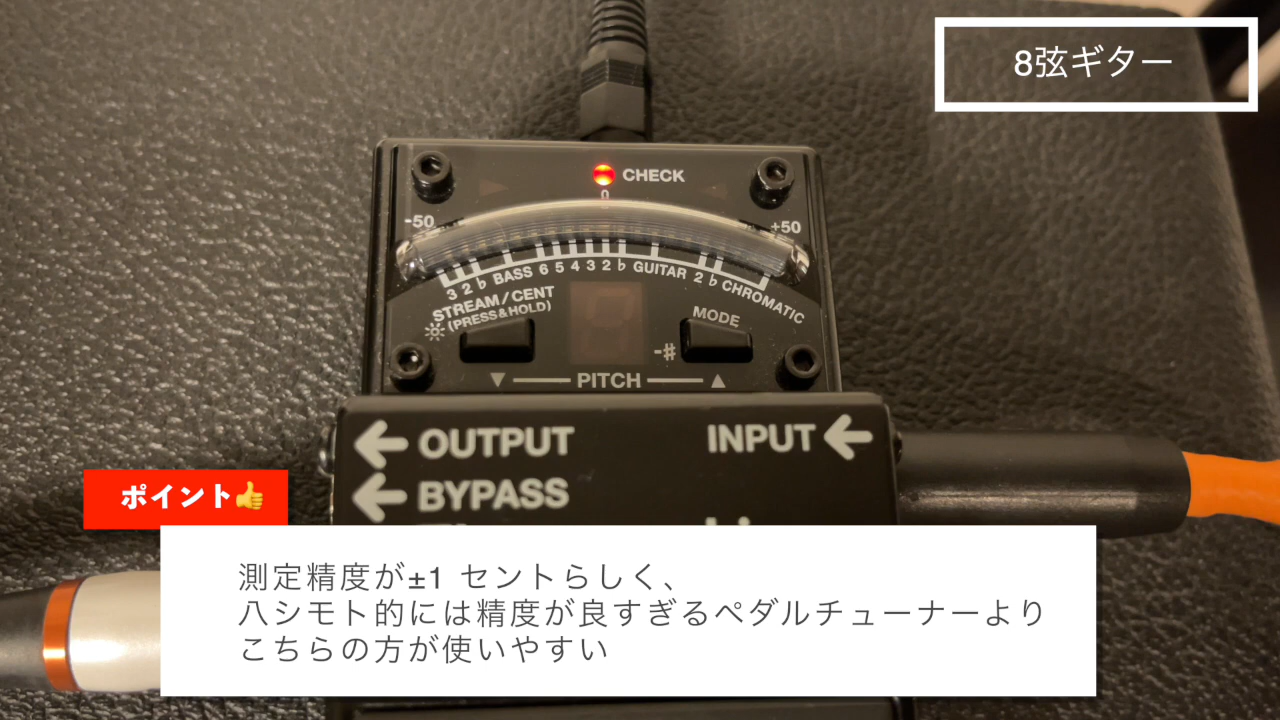 8弦ギター
CHECK
0
-50
+50
3 2 ♭ BASS 6 5 4 3 2 ♭ GUITAR 2 ♭ CHROMATIC
STREAM/CENT
(PRESS&HOLD)
MODE
-#
▼ PITCH ▲
← OUTPUT
INPUT ←
← BYPASS
ポイント👍
測定精度が±1 セントらしく、
ハシモト的には精度が良すぎるペダルチューナーより
こちらの方が使いやすい